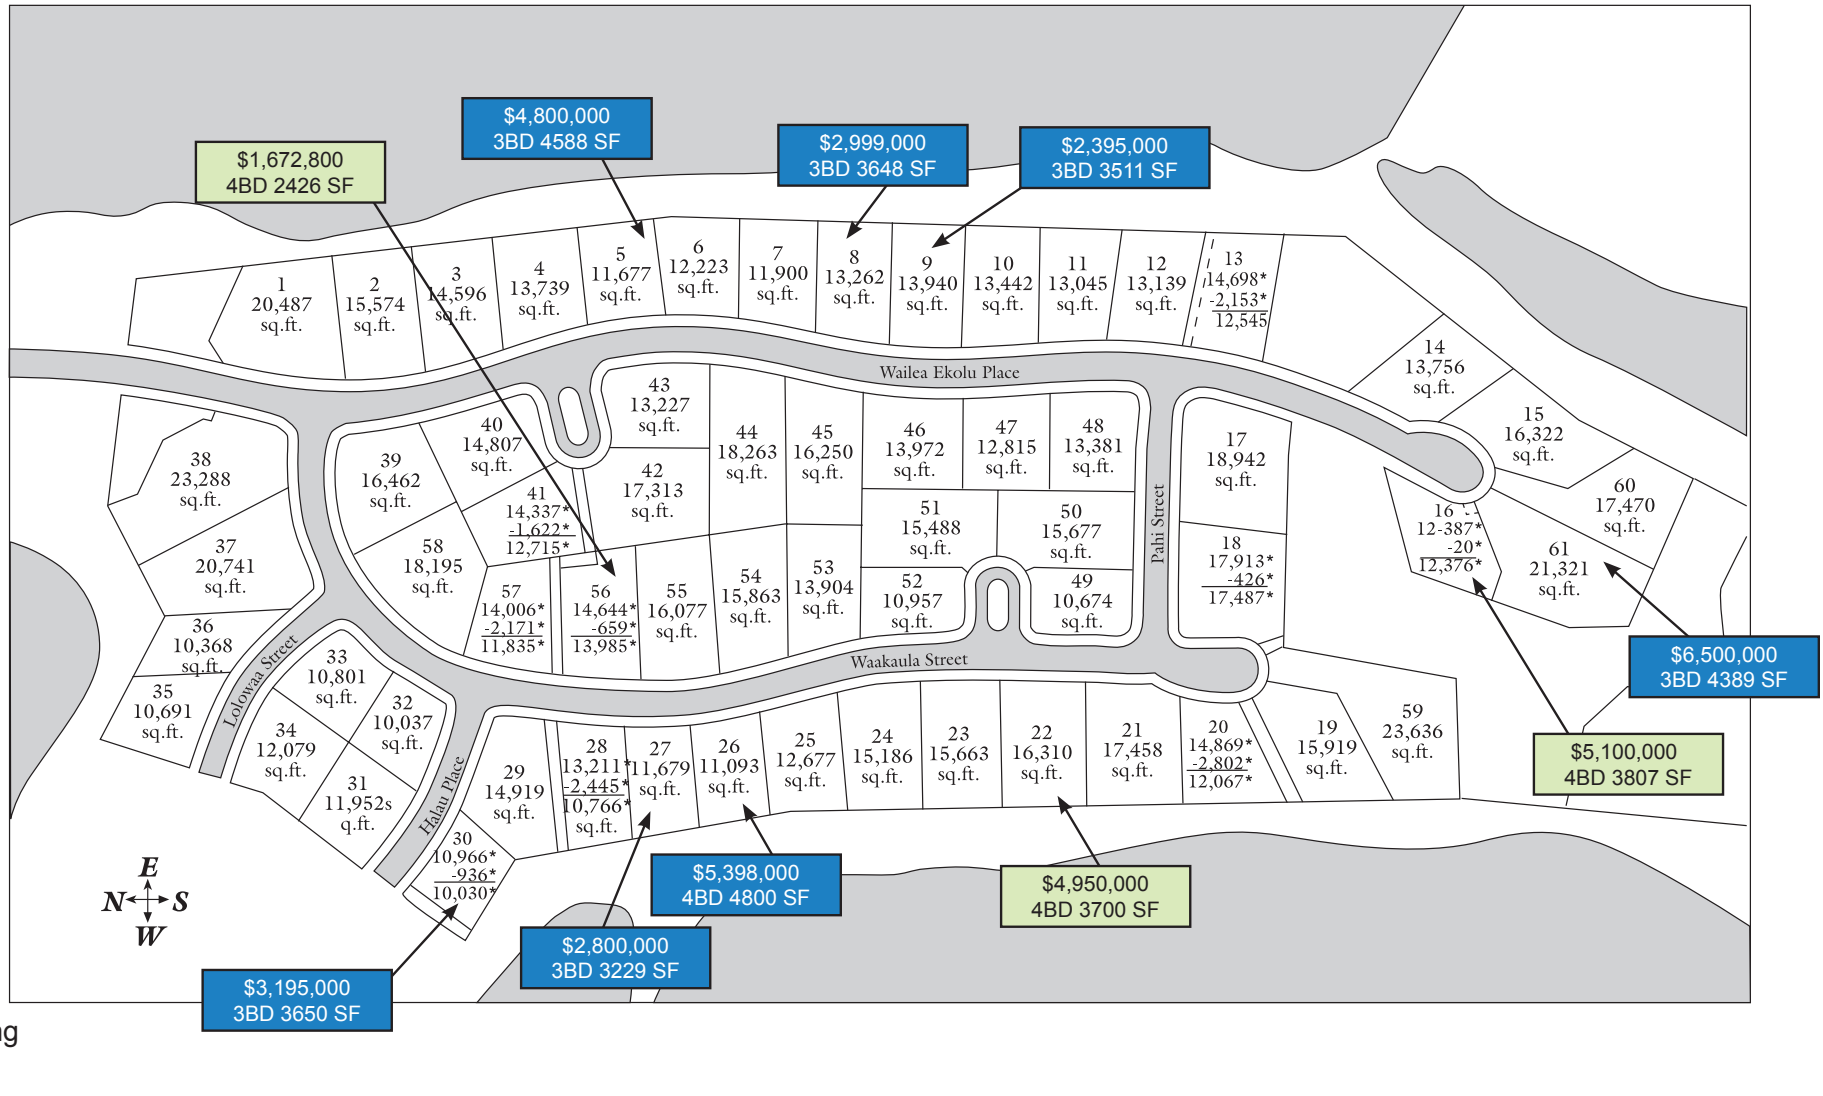 $4,800,000
3BD 4588 SF
$2,999,000
3BD 3648 SF
$2,395,000
3BD 3511 SF
$1,672,800
4BD 2426 SF
1
20,487
sq.ft.
2
15,574
sq.ft.
3
14,596
sq.ft.
4
13,739
sq.ft.
5
11,677
sq.ft.
6
12,223
sq.ft.
7
11,900
sq.ft.
8
13,262
sq.ft.
9
13,940
sq.ft.
10
13,442
sq.ft.
11
13,045
sq.ft.
12
13,139
sq.ft.
13
14,698*
-2,153*
12,545
14
13,756
sq.ft.
15
16,322
sq.ft.
Wailea Ekolu Place
38
23,288
sq.ft.
39
16,462
sq.ft.
40
14,807
sq.ft.
43
13,227
sq.ft.
44
18,263
sq.ft.
45
16,250
sq.ft.
46
13,972
sq.ft.
47
12,815
sq.ft.
48
13,381
sq.ft.
Pahi Street
17
18,942
sq.ft.
60
17,470
sq.ft.
16
12-387*
-20*
12,376*
61
21,321
sq.ft.
37
20,741
sq.ft.
58
18,195
sq.ft.
41
14,337*
-1,622*
12,715*
42
17,313
sq.ft.
51
15,488
sq.ft.
50
15,677
sq.ft.
18
17,913*
-426*
17,487*
57
14,006*
-2,171*
11,835*
56
14,644*
-659*
13,985*
55
16,077
sq.ft.
54
15,863
sq.ft.
53
13,904
sq.ft.
52
10,957
sq.ft.
49
10,674
sq.ft.
36
10,368
sq.ft.
35
10,691
sq.ft.
Lolowaa Street
33
10,801
sq.ft.
32
10,037
sq.ft.
34
12,079
sq.ft.
31
11,952s
q.ft.
Waakaula Street
Halau Place
29
14,919
sq.ft.
28
13,211*
-2,445*
10,766*
sq.ft.
27
11,679
sq.ft.
26
11,093
sq.ft.
25
12,677
sq.ft.
24
15,186
sq.ft.
23
15,663
sq.ft.
22
16,310
sq.ft.
21
17,458
sq.ft.
20
14,869*
-2,802*
12,067*
19
15,919
sq.ft.
59
23,636
sq.ft.
30
10,966*
-936*
10,030*
$6,500,000
3BD 4389 SF
$5,100,000
4BD 3807 SF
$5,398,000
4BD 4800 SF
$4,950,000
4BD 3700 SF
$2,800,000
3BD 3229 SF
$3,195,000
3BD 3650 SF
E
N S
W
ng